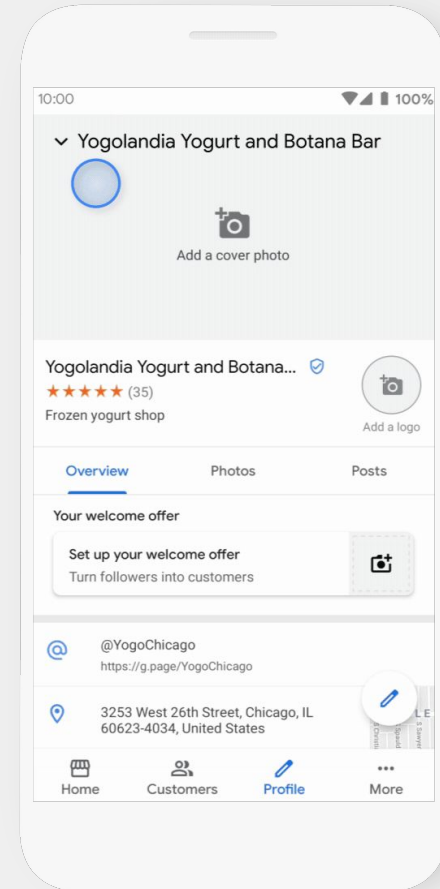 10:00 100%
Yogolandia Yogurt and Botana Bar
Add a cover photo
Yogolandia Yogurt and Botana...
(35)
Frozen yogurt shop
Add a logo
Overview Photos Posts
Your welcome offer
Set up your welcome offer
Turn followers into customers
@YogoChicago
https://g.page/YogoChicago
3253 West 26th Street, Chicago, IL
60623-4034, United States
L E
Home Customers Profile More